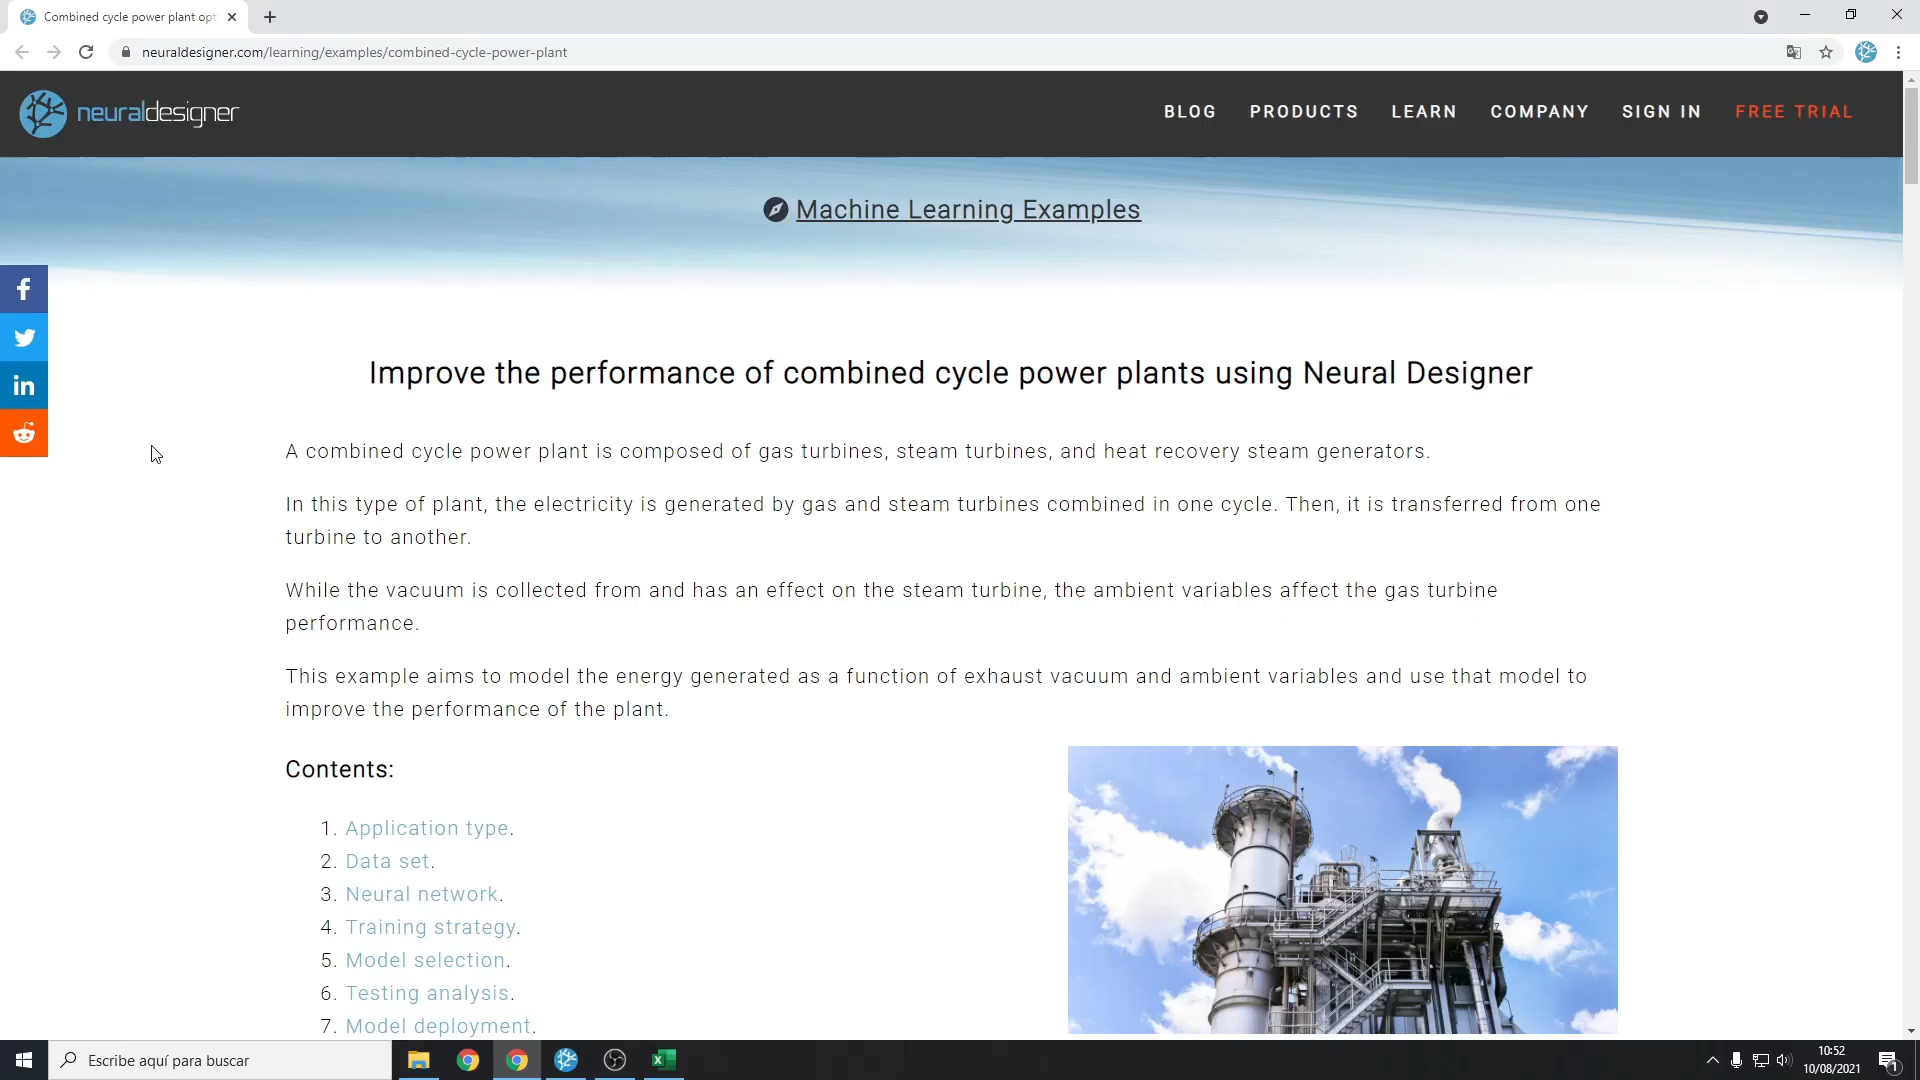 Combined cycle power plant opt
neuraldesigner.com/learning/examples/combined-cycle-power-plant
neuraldesigner
BLOG PRODUCTS LEARN COMPANY SIGN IN FREE TRIAL
Machine Learning Examples
Improve the performance of combined cycle power plants using Neural Designer
A combined cycle power plant is composed of gas turbines, steam turbines, and heat recovery steam generators.
In this type of plant, the electricity is generated by gas and steam turbines combined in one cycle. Then, it is transferred from one
turbine to another.
While the vacuum is collected from and has an effect on the steam turbine, the ambient variables affect the gas turbine
performance.
This example aims to model the energy generated as a function of exhaust vacuum and ambient variables and use that model to
improve the performance of the plant.
Contents:
1. Application type.
2. Data set.
3. Neural network.
4. Training strategy.
5. Model selection.
6. Testing analysis.
7. Model deployment.
Escribe aquí para buscar
10:52
10/08/2021
1